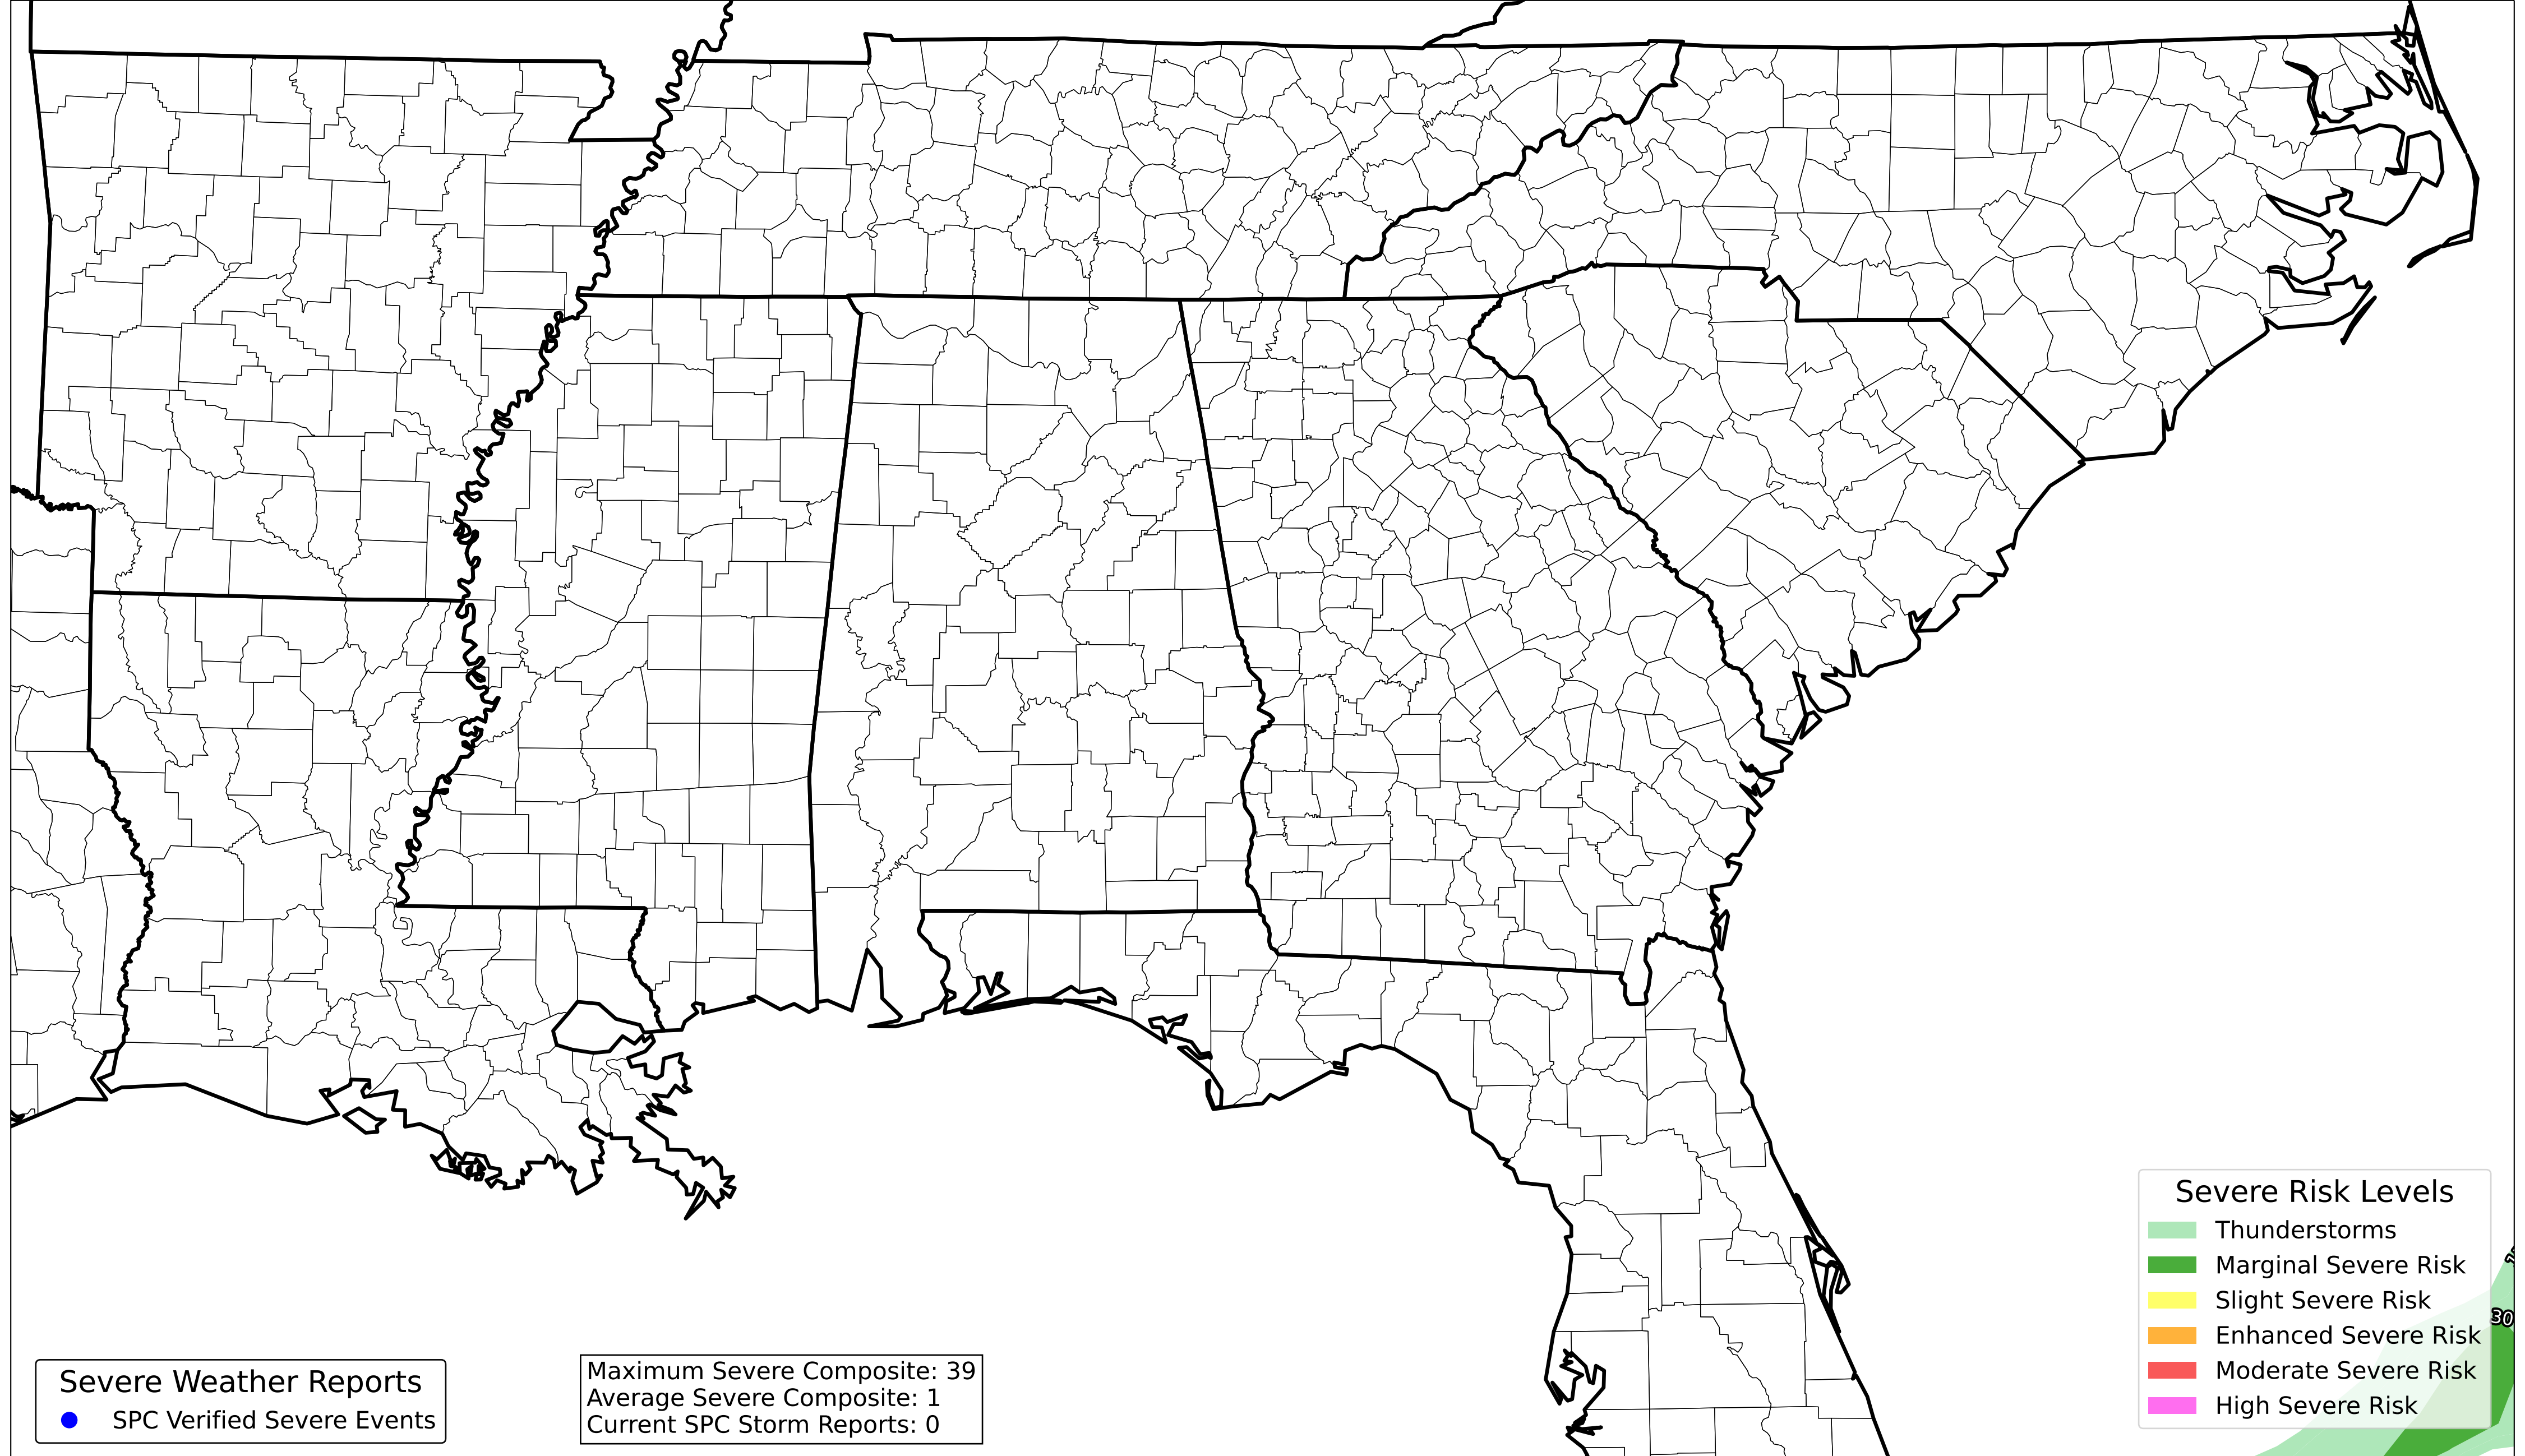 Severe Risk Levels
Thunderstorms
Marginal Severe Risk
Slight Severe Risk
Enhanced Severe Risk
Moderate Severe Risk
High Severe Risk
30
Severe Weather Reports
SPC Verified Severe Events
Maximum Severe Composite: 39
Average Severe Composite: 1
Current SPC Storm Reports: 0